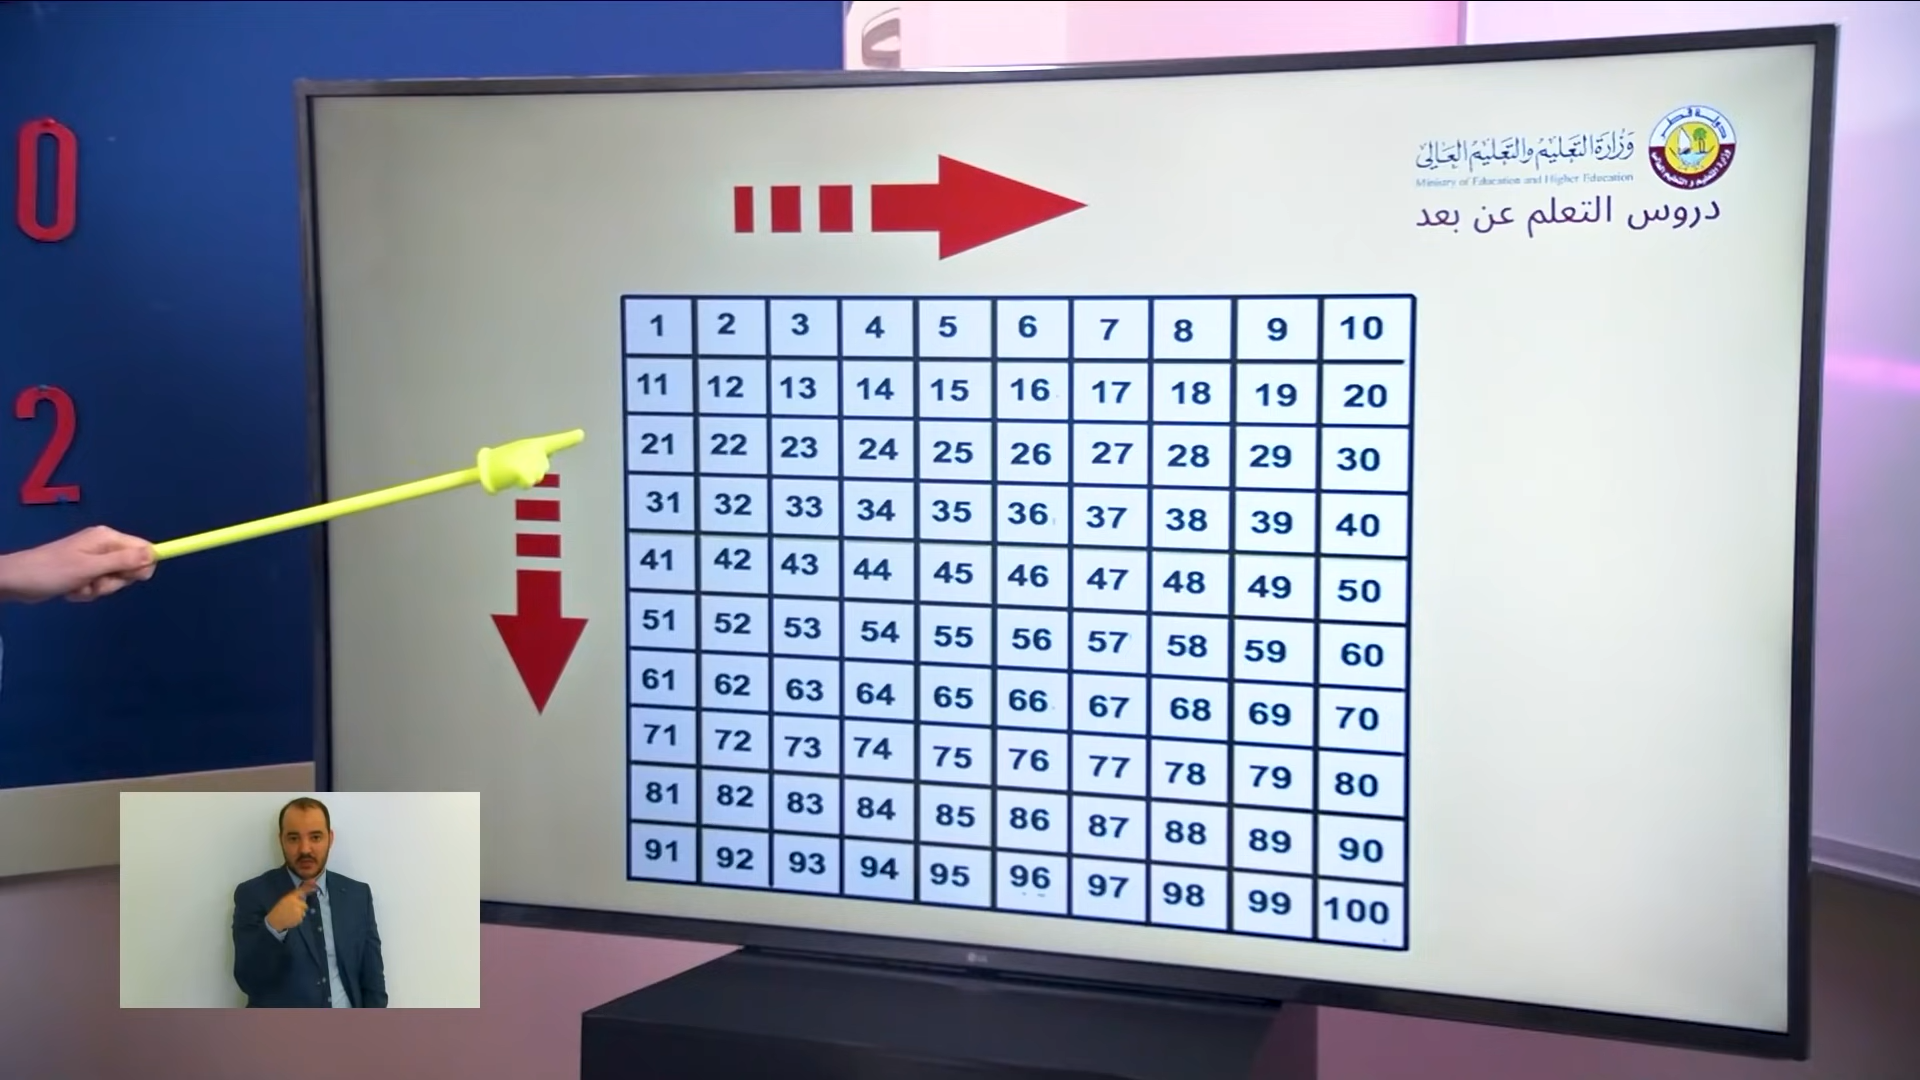 0
2
وزارة التعليم والتعليم العالي
Ministry of Education and Higher Education
دروس التعلم عن بعد
دولة قطر
وزارة التعليم و التعليم العالي
1 2 3 4 5 6 7 8 9 10
11 12 13 14 15 16 17 18 19 20
21 22 23 24 25 26 27 28 29 30
31 32 33 34 35 36 37 38 39 40
41 42 43 44 45 46 47 48 49 50
51 52 53 54 55 56 57 58 59 60
61 62 63 64 65 66 67 68 69 70
71 72 73 74 75 76 77 78 79 80
81 82 83 84 85 86 87 88 89 90
91 92 93 94 95 96 97 98 99 100
LG